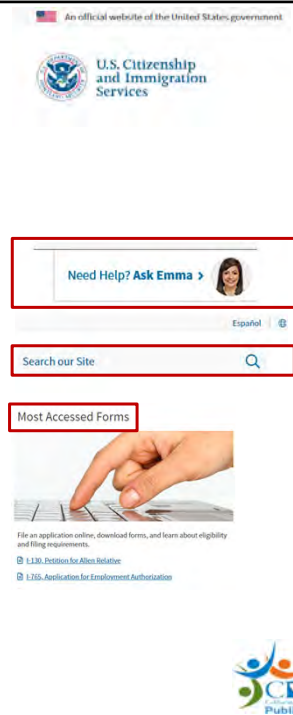 An official website of the United States government
U.S. Citizenship
and Immigration
Services
Need Help? Ask Emma >
Español
Search our Site
Most Accessed Forms
File an application online, download forms, and learn about eligibility
and filing requirements.
I-130, Petition for Alien Relative
I-765, Application for Employment Authorization
Publi